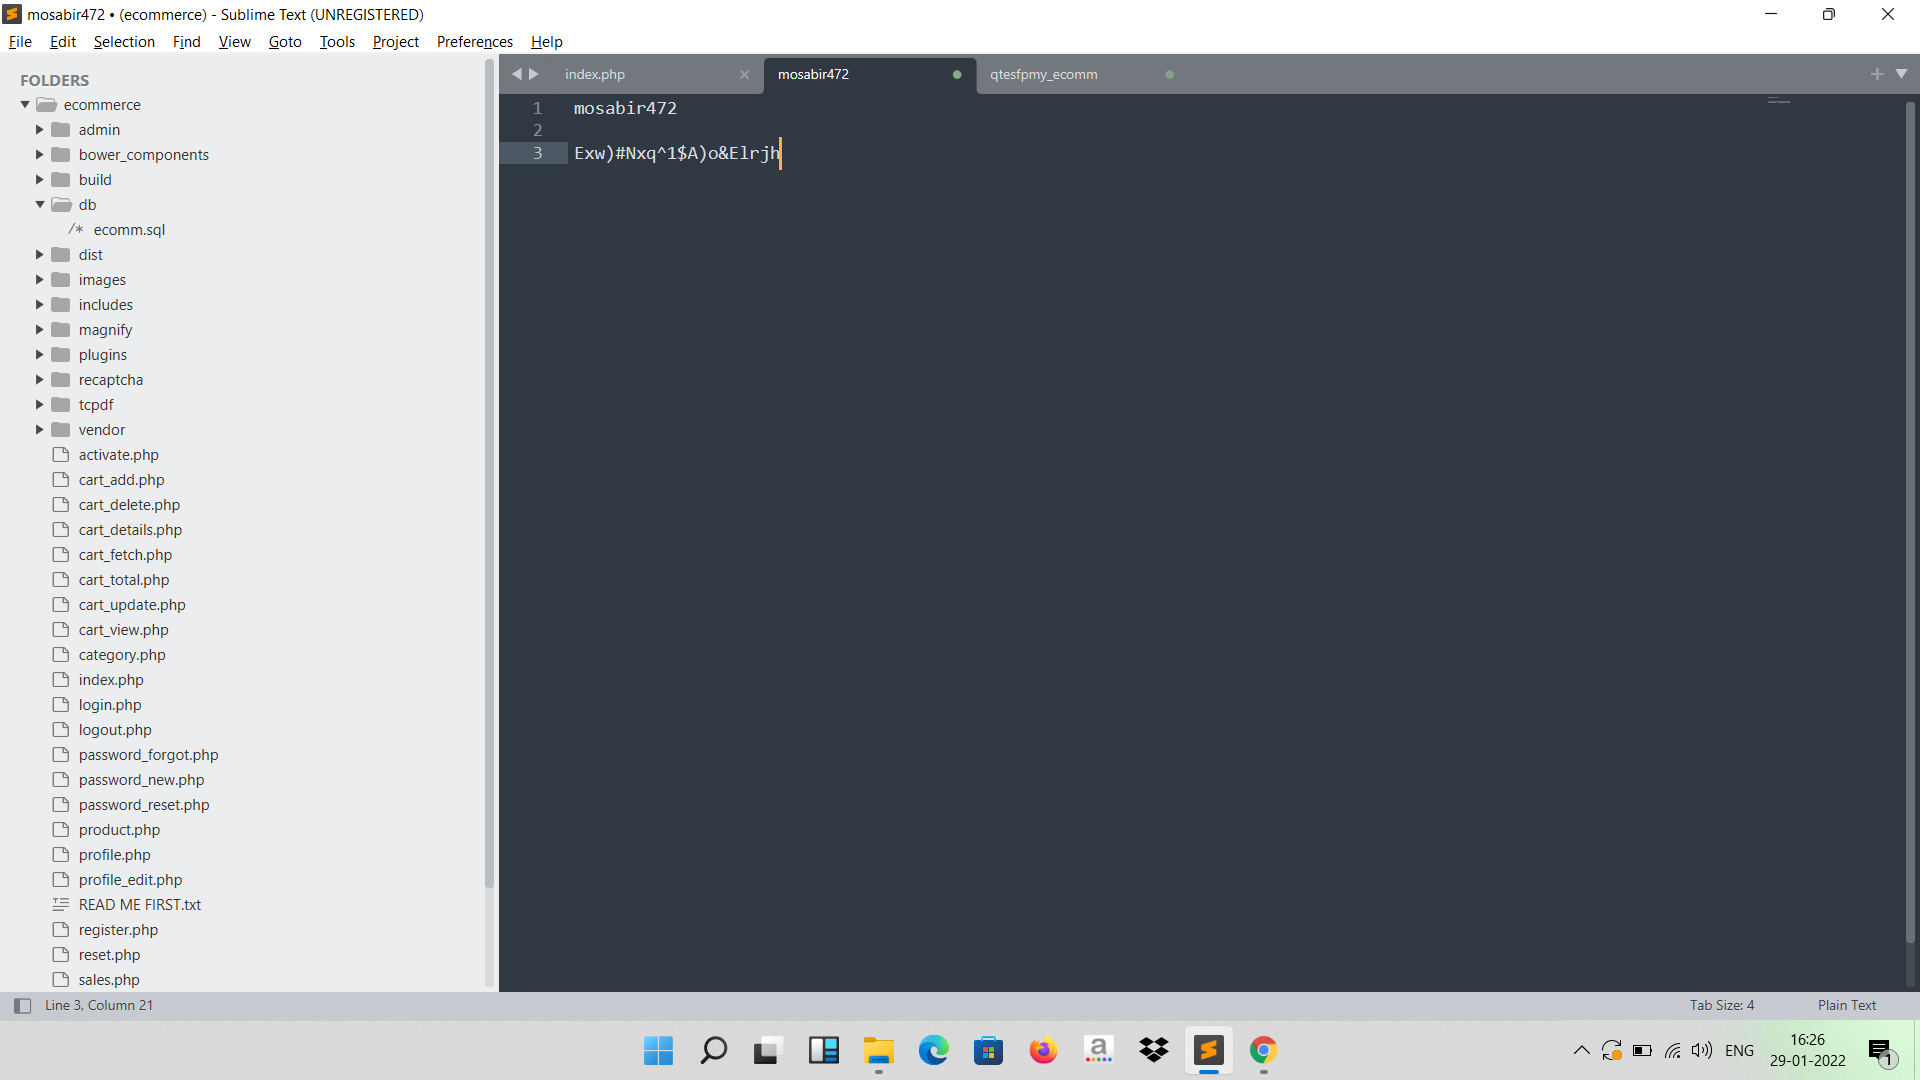 mosabir472 • (ecommerce) - Sublime Text (UNREGISTERED)
File Edit Selection Find View Goto Tools Project Preferences Help
FOLDERS
ecommerce
admin
bower_components
build
db
/* ecomm.sql
dist
images
includes
magnify
plugins
recaptcha
tcpdf
vendor
activate.php
cart_add.php
cart_delete.php
cart_details.php
cart_fetch.php
cart_total.php
cart_update.php
cart_view.php
category.php
index.php
login.php
logout.php
password_forgot.php
password_new.php
password_reset.php
product.php
profile.php
profile_edit.php
READ ME FIRST.txt
register.php
reset.php
sales.php
index.php mosabir472 qtesfpmy_ecomm
1 mosabir472
2
3 Exw)#Nxq^1$A)o&Elrjh
Line 3, Column 21
Tab Size: 4 Plain Text
a
ENG
16:26
29-01-2022
1